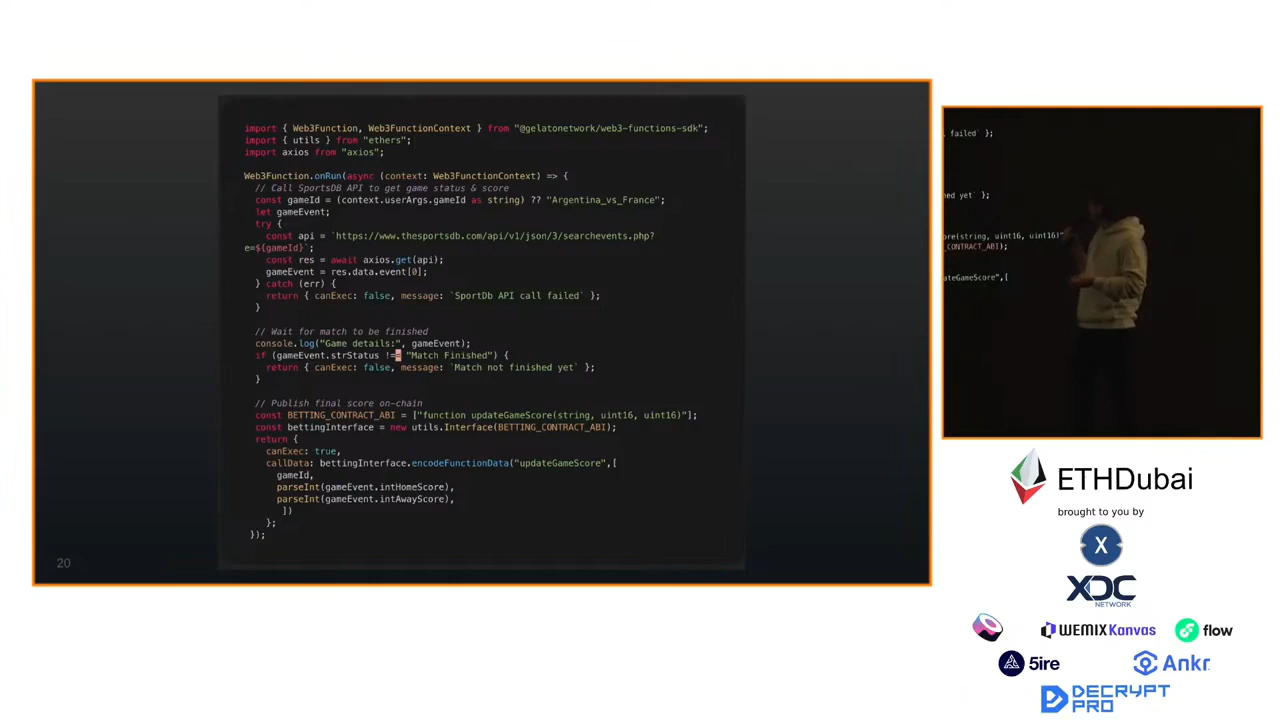 import { Web3Function, Web3FunctionContext } from "@gelatonetwork/web3-functions-sdk";
import { utils } from "ethers";
import axios from "axios";
Web3Function.onRun(async (context: Web3FunctionContext) => {
// Call SportsDB API to get game status & score
const gameId = (context.userArgs.gameId as string) ?? "Argentina_vs_France";
let gameEvent;
try {
const api = `https://www.thesportsdb.com/api/v1/json/3/searchevents.php?
e=${gameId}`;
const res = await axios.get(api);
gameEvent = res.data.event[0];
} catch (err) {
return { canExec: false, message: `SportDb API call failed` };
}
// Wait for match to be finished
console.log("Game details:", gameEvent);
if (gameEvent.strStatus !== "Match Finished") {
return { canExec: false, message: `Match not finished yet` };
}
// Publish final score on-chain
const BETTING_CONTRACT_ABI = ["function updateGameScore(string, uint16, uint16)"];
const bettingInterface = new utils.Interface(BETTING_CONTRACT_ABI);
return {
canExec: true,
callData: bettingInterface.encodeFunctionData("updateGameScore",[
gameId,
parseInt(gameEvent.intHomeScore),
parseInt(gameEvent.intAwayScore),
])
};
});
20
failed` };
ed yet` };
ore(string, uint16, uint16)"
_CONTRACT_ABI);
dateGameScore",[
ETHDubai
brought to you by
X
XDC
NETWORK
WEMIX Kanvas
flow
5ire
Ankr
DECRYPT
PRO